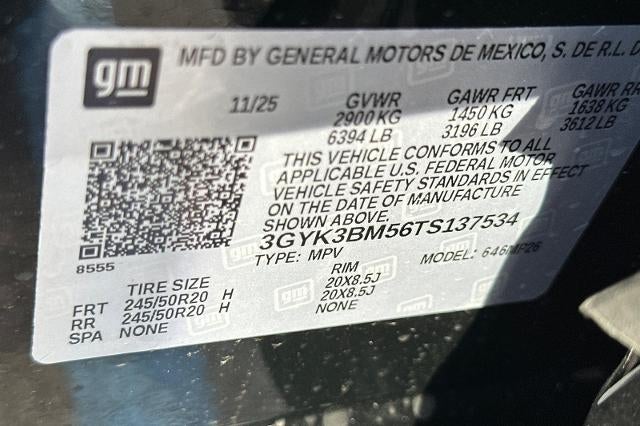 gm
MFD BY GENERAL MOTORS DE MEXICO, S. DE R.L. D
11/25
GVWR GAWR FRT GAWR RR
2900 KG 1450 KG 1638 KG
6394 LB 3196 LB 3612 LB
THIS VEHICLE CONFORMS TO ALL
APPLICABLE U.S. FEDERAL MOTOR
VEHICLE SAFETY STANDARDS IN EFFECT
ON THE DATE OF MANUFACTURE
SHOWN ABOVE.
3GYK3BM56TS137534
8555
TYPE: MPV MODEL: 646MP26
TIRE SIZE RIM
FRT 245/50R20 H 20X8.5J
RR 245/50R20 H 20X8.5J
SPA NONE NONE